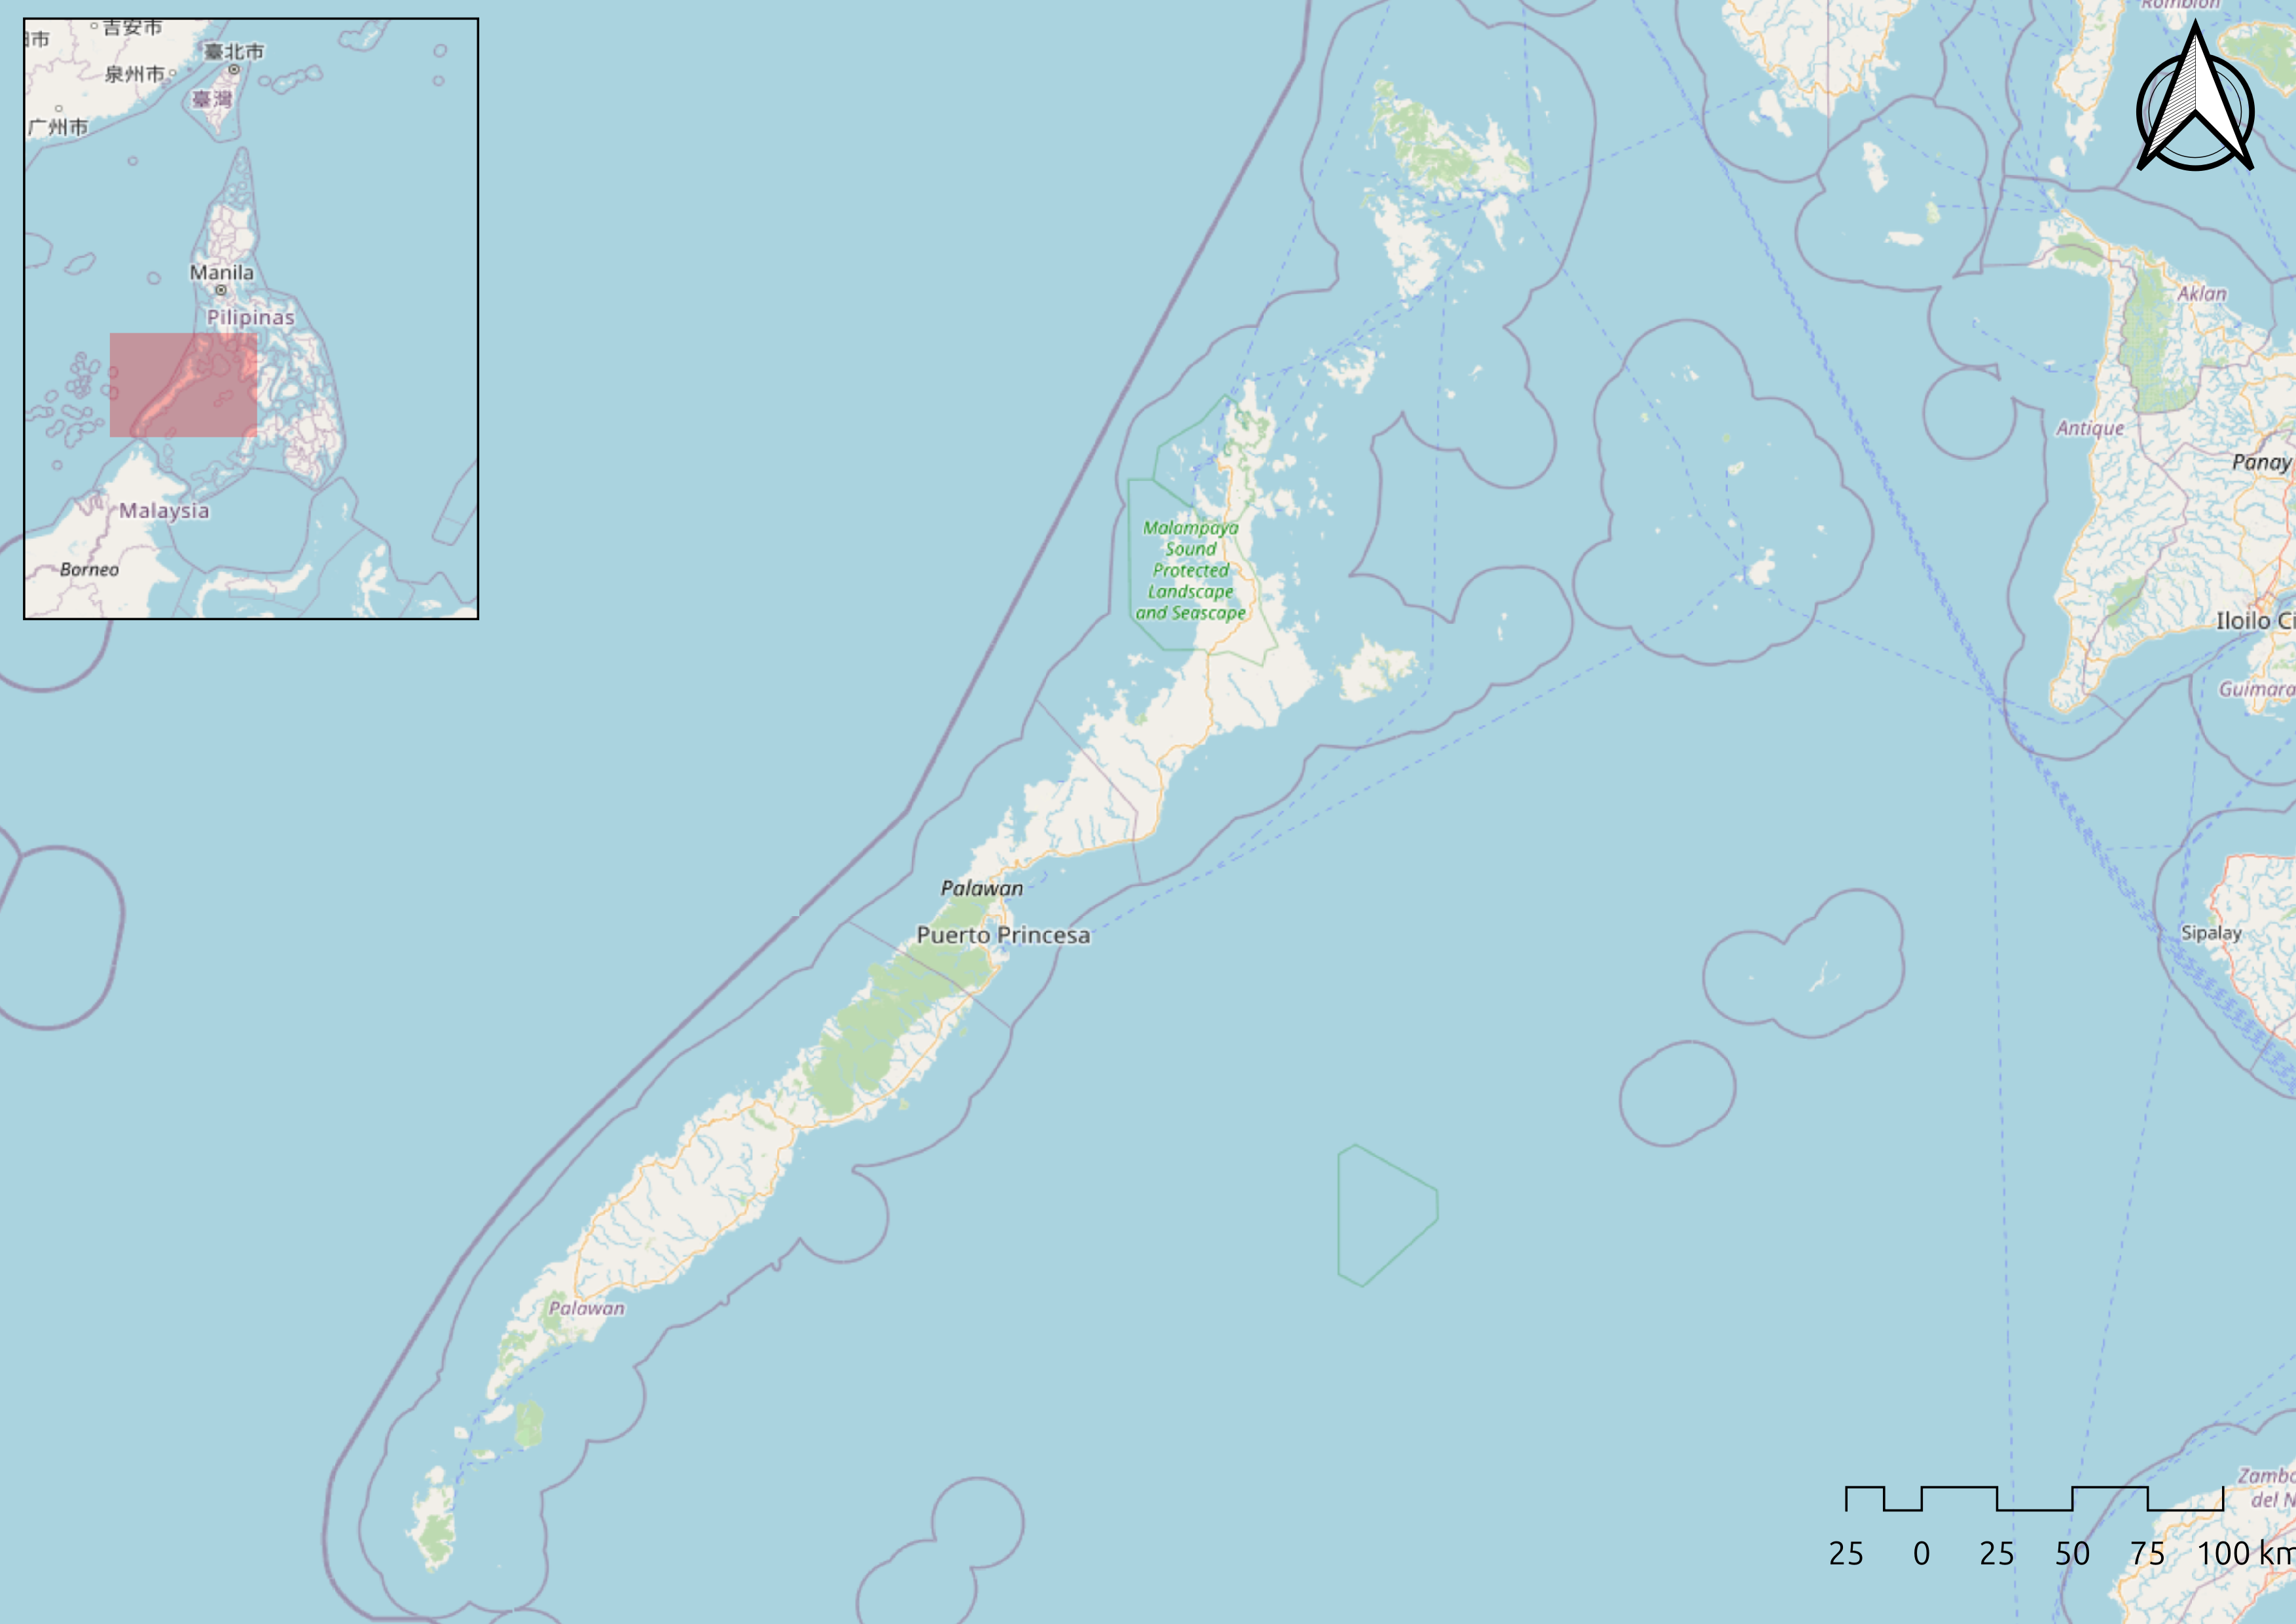 吉安市
市
臺北市
泉州市
臺灣
广州市
Manila
Pilipinas
Malaysia
Borneo
Romblon
Aklan
Antique
Panay
Iloilo Ci
Guimara
Malampaya
Sound
Protected
Landscape
and Seascape
Palawan
Puerto Princesa
Sipalay
Palawan
Zambo
del N
25 0 25 50 75 100 km